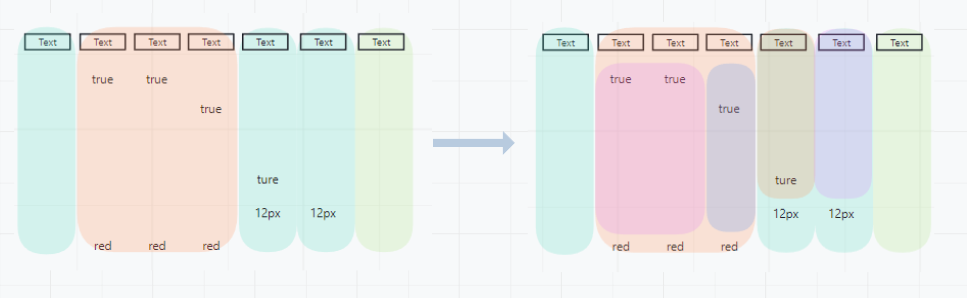 Text Text Text Text Text Text Text Text Text Text Text Text Text Text
true true true true
true true
ture ture
12px 12px 12px 12px
red red red red red red